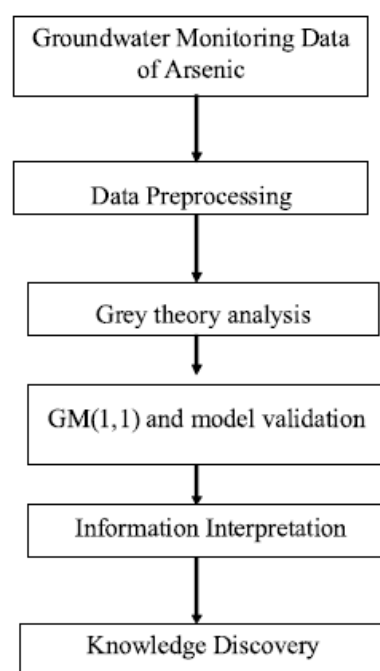 Groundwater Monitoring Data
of Arsenic
Data Preprocessing
Grey theory analysis
GM(1,1) and model validation
Information Interpretation
Knowledge Discovery